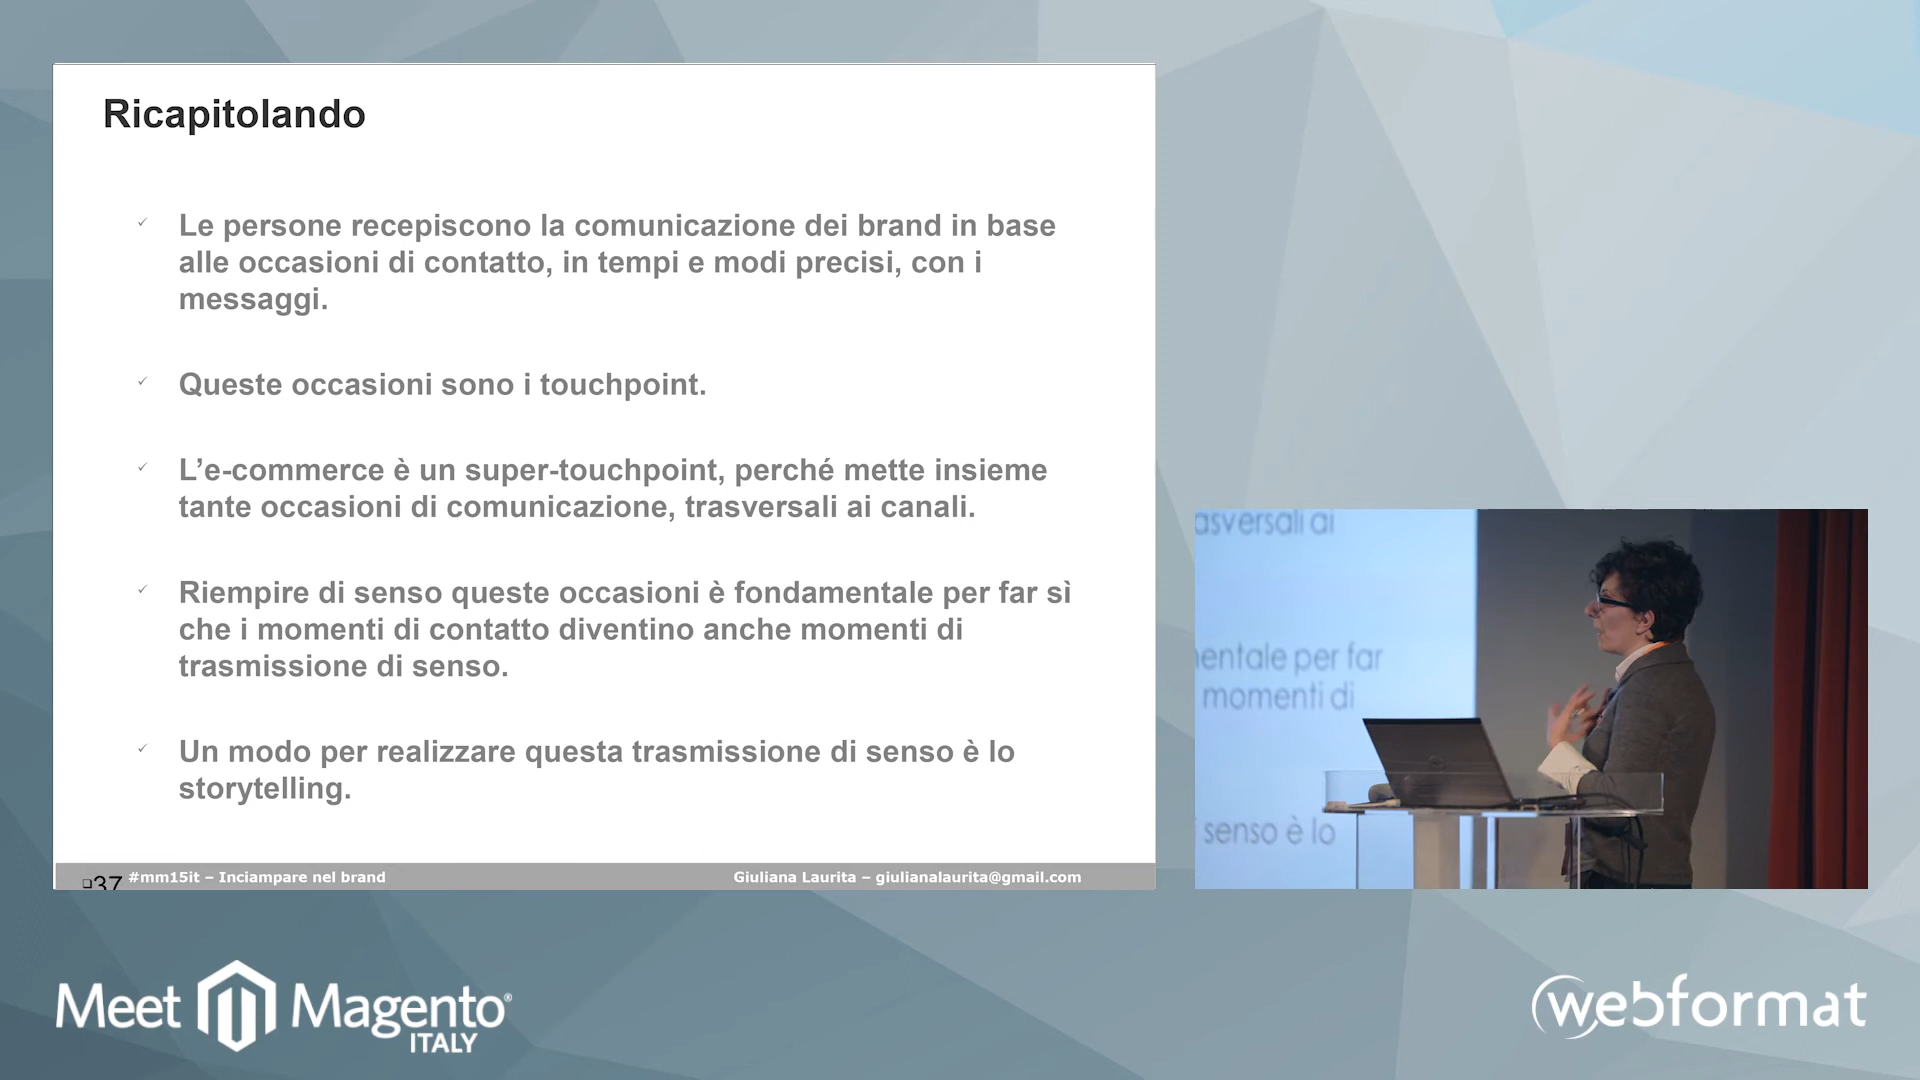 Ricapitolando
✓ Le persone recepiscono la comunicazione dei brand in base
alle occasioni di contatto, in tempi e modi precisi, con i
messaggi.
✓ Queste occasioni sono i touchpoint.
✓ L’e-commerce è un super-touchpoint, perché mette insieme
tante occasioni di comunicazione, trasversali ai canali.
✓ Riempire di senso queste occasioni è fondamentale per far sì
che i momenti di contatto diventino anche momenti di
trasmissione di senso.
✓ Un modo per realizzare questa trasmissione di senso è lo
storytelling.
❑37 #mm15it – Inciampare nel brand
Giuliana Laurita – giulianalaurita@gmail.com
asversali ai
entale per far
momenti di
senso è lo
Meet Magento®
ITALY
webformat